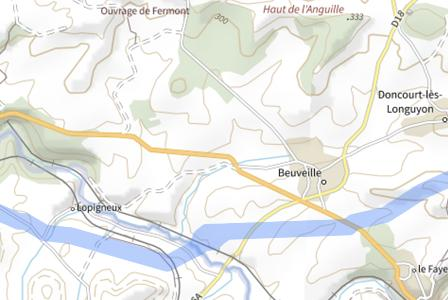 Ouvrage de Fermont
Haut de l'Anguille
300
.333
D18
Doncourt-lès-
Longuyon
Beuveille
Lopigneux
le Faye